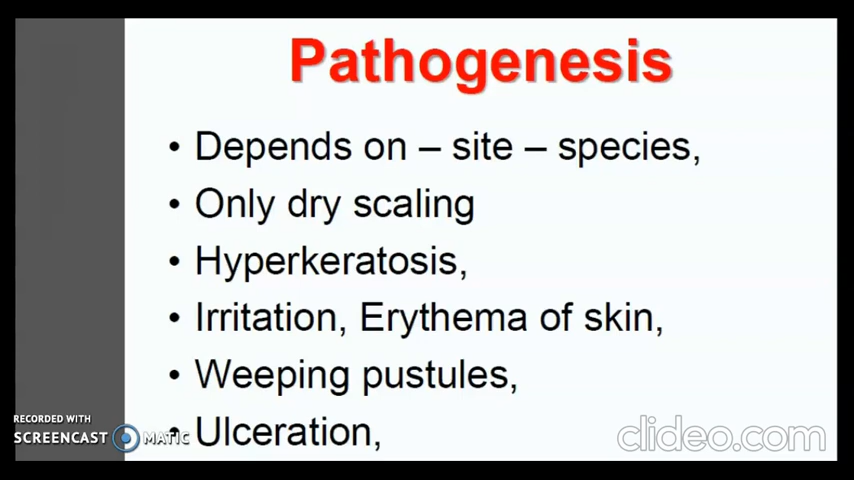 Pathogenesis
• Depends on – site – species,
• Only dry scaling
• Hyperkeratosis,
• Irritation, Erythema of skin,
• Weeping pustules,
• Ulceration,
RECORDED WITH
SCREENCAST MATIC
clideo.com